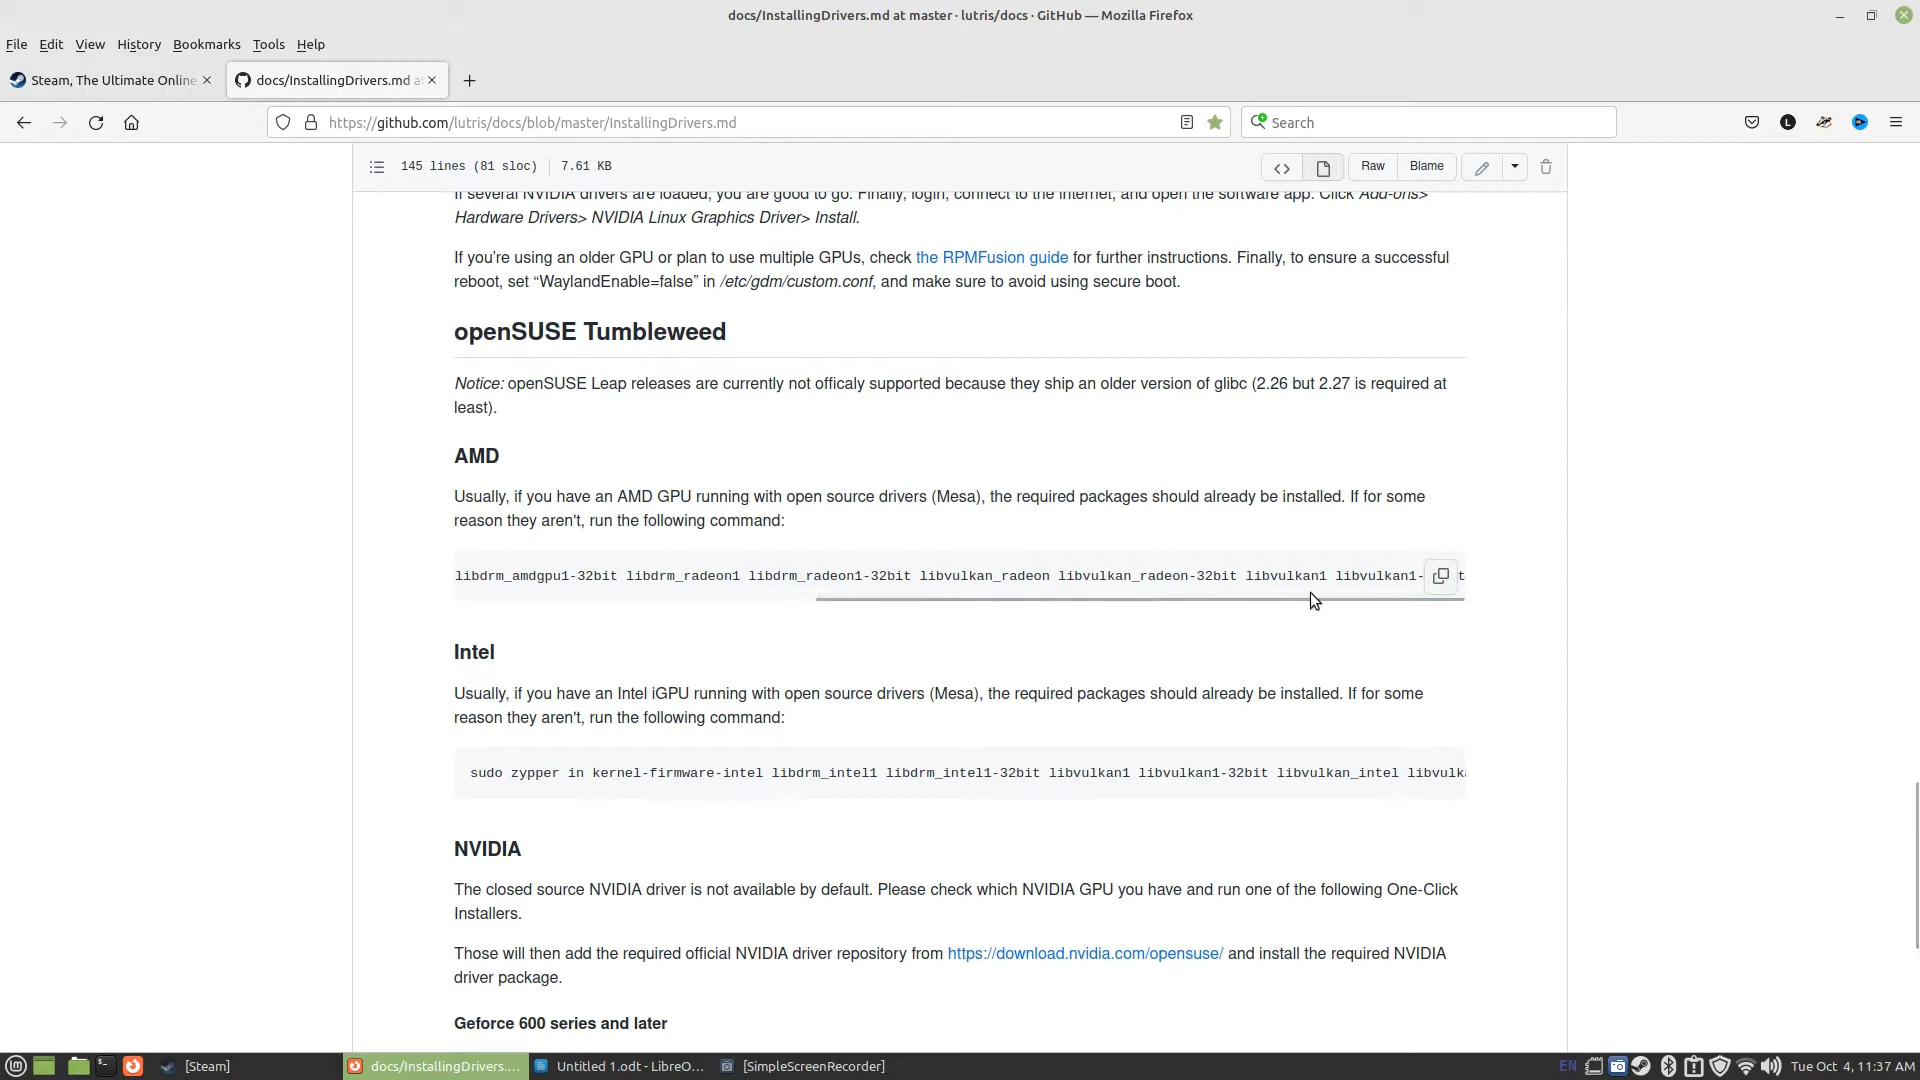 docs/InstallingDrivers.md at master · lutris/docs · GitHub — Mozilla Firefox
File Edit View History Bookmarks Tools Help
Steam, The Ultimate Online
docs/InstallingDrivers.md a
https://github.com/lutris/docs/blob/master/InstallingDrivers.md
Search
145 lines (81 sloc) 7.61 KB
Raw Blame
If several NVIDIA drivers are loaded, you are good to go. Finally, login, connect to the internet, and open the software app. Click Add-ons>
Hardware Drivers> NVIDIA Linux Graphics Driver> Install.
If you’re using an older GPU or plan to use multiple GPUs, check the RPMFusion guide for further instructions. Finally, to ensure a successful
reboot, set “WaylandEnable=false” in /etc/gdm/custom.conf, and make sure to avoid using secure boot.
openSUSE Tumbleweed
Notice: openSUSE Leap releases are currently not officaly supported because they ship an older version of glibc (2.26 but 2.27 is required at
least).
AMD
Usually, if you have an AMD GPU running with open source drivers (Mesa), the required packages should already be installed. If for some
reason they aren't, run the following command:
libdrm_amdgpu1-32bit libdrm_radeon1 libdrm_radeon1-32bit libvulkan_radeon libvulkan_radeon-32bit libvulkan1 libvulkan1- t
Intel
Usually, if you have an Intel iGPU running with open source drivers (Mesa), the required packages should already be installed. If for some
reason they aren't, run the following command:
sudo zypper in kernel-firmware-intel libdrm_intel1 libdrm_intel1-32bit libvulkan1 libvulkan1-32bit libvulkan_intel libvulka
NVIDIA
The closed source NVIDIA driver is not available by default. Please check which NVIDIA GPU you have and run one of the following One-Click
Installers.
Those will then add the required official NVIDIA driver repository from https://download.nvidia.com/opensuse/ and install the required NVIDIA
driver package.
Geforce 600 series and later
[Steam]
docs/InstallingDrivers....
Untitled 1.odt - LibreO...
[SimpleScreenRecorder]
EN
Tue Oct 4, 11:37 AM